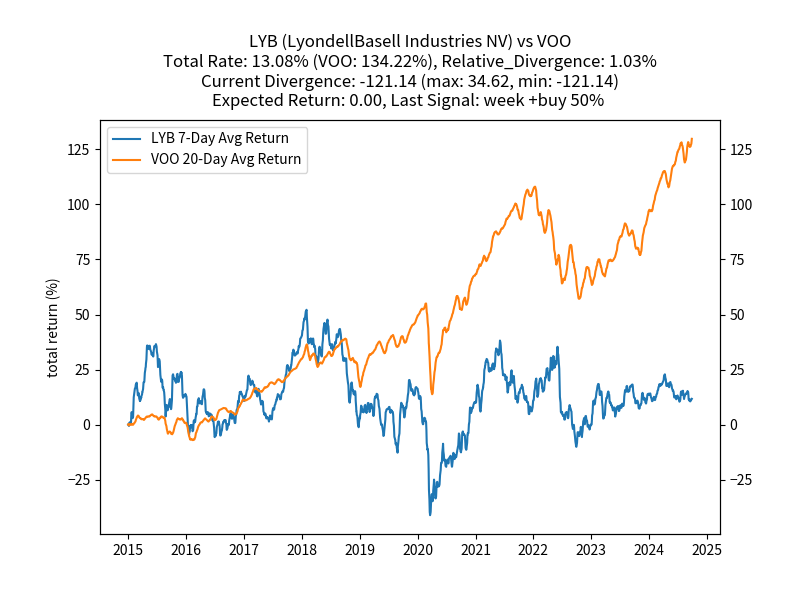 LYB (LyondellBasell Industries NV) vs VOO
Total Rate: 13.08% (VOO: 134.22%), Relative_Divergence: 1.03%
Current Divergence: -121.14 (max: 34.62, min: -121.14)
Expected Return: 0.00, Last Signal: week +buy 50%
LYB 7-Day Avg Return
VOO 20-Day Avg Return
total return (%)
125
100
75
50
25
0
−25
125
100
75
50
25
0
−25
2015 2016 2017 2018 2019 2020 2021 2022 2023 2024 2025